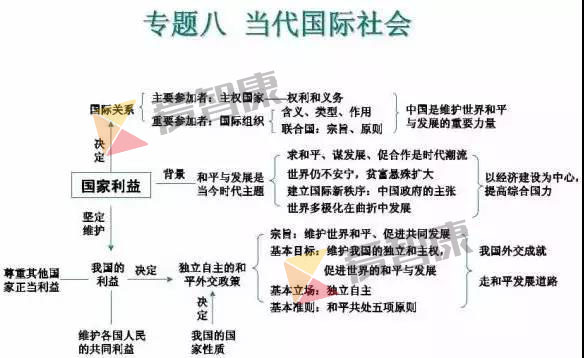 专题八 当代国际社会
国际关系
主要参加者：主权国家——权利和义务
重要参加者：国际组织
含义、类型、作用
联合国：宗旨、原则
中国是维护世界和平
与发展的重要力量
决定
国家利益
背景
和平与发展是
当今时代主题
求和平、谋发展、促合作是时代潮流
世界仍不安宁，贫富悬殊扩大
建立国际新秩序：中国政府的主张
世界多极化在曲折中发展
以经济建设为中心，
提高综合国力
坚定
维护
尊重其他国
家正当利益
我国的
利益
决定
独立自主的和
平外交政策
宗旨：维护世界和平、促进共同发展
基本目标：维护我国的独立和主权，
促进世界的和平与发展
基本立场：独立自主
基本准则：和平共处五项原则
我国外交成就
走和平发展道路
决定
维护各国人民
的共同利益
我国的国
家性质
爱智康
爱智康